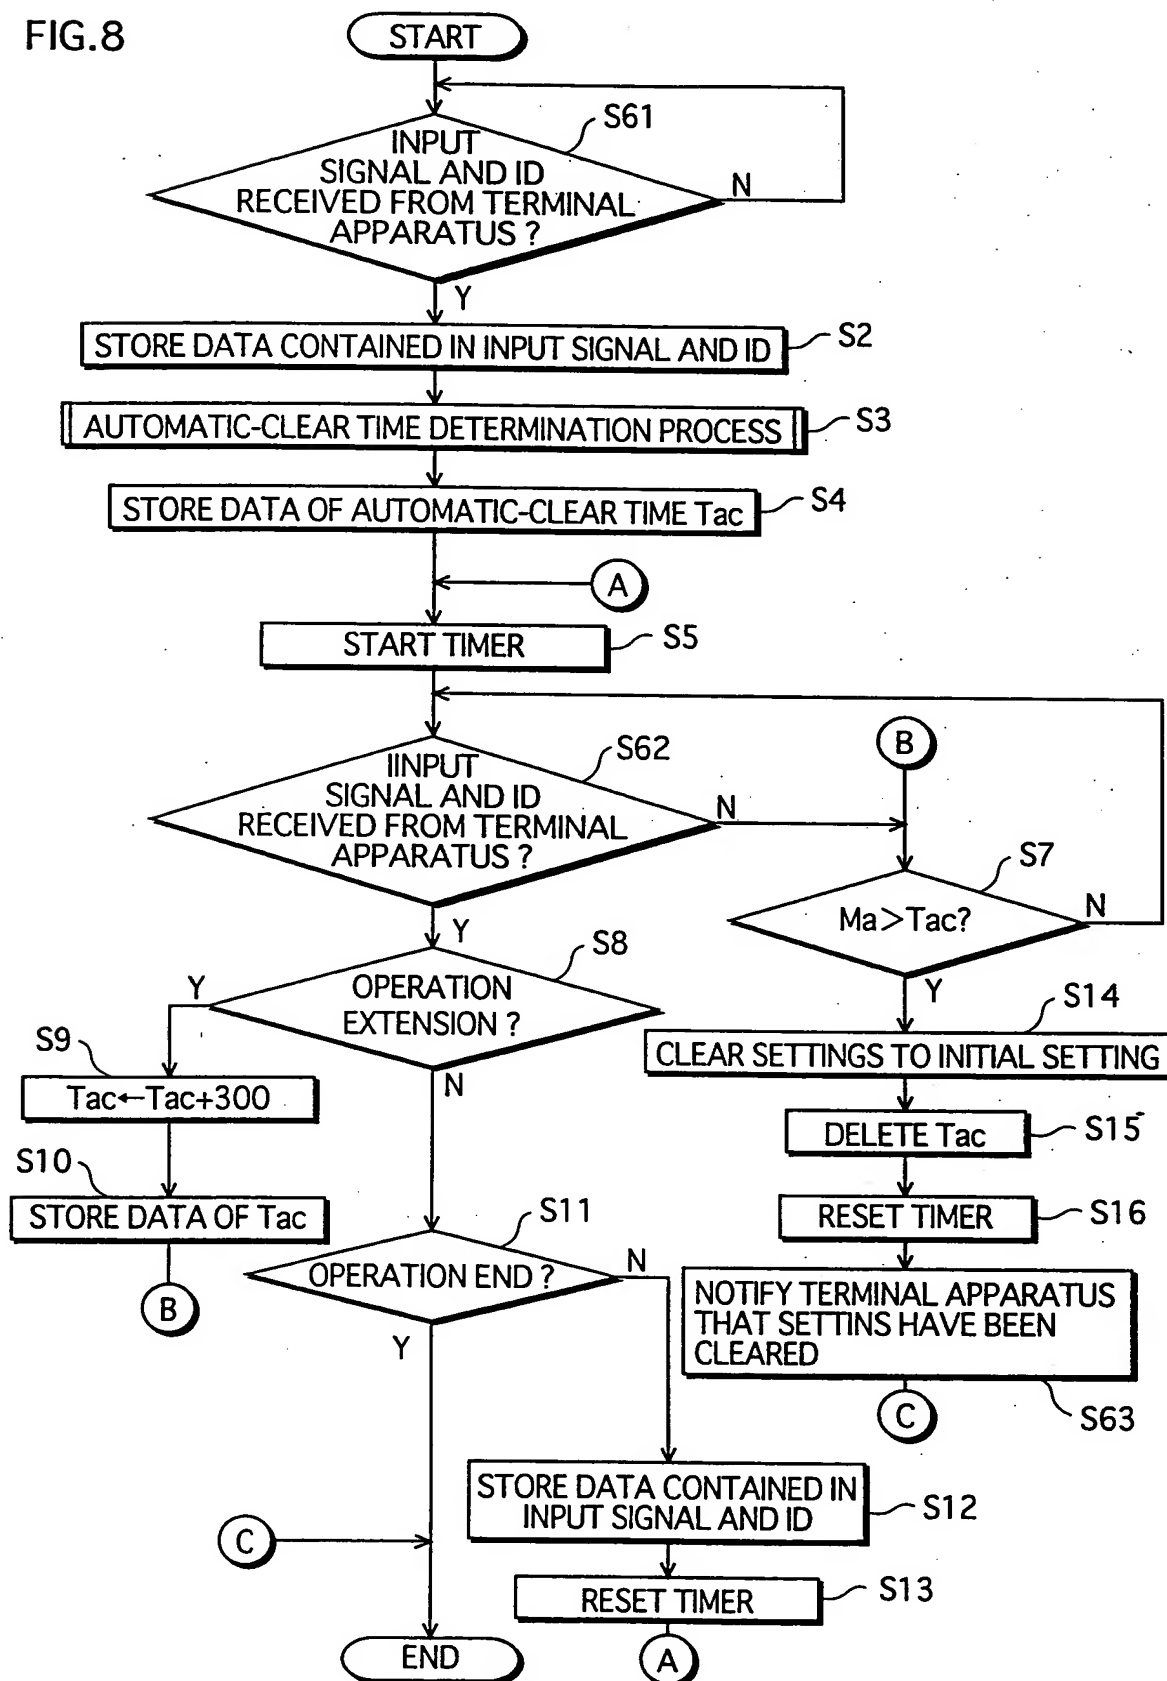 FIG.8
START
S61
INPUT
SIGNAL AND ID
RECEIVED FROM TERMINAL
APPARATUS ?
N
Y
STORE DATA CONTAINED IN INPUT SIGNAL AND ID
S2
AUTOMATIC-CLEAR TIME DETERMINATION PROCESS
S3
STORE DATA OF AUTOMATIC-CLEAR TIME Tac
S4
A
START TIMER
S5
S62
IINPUT
SIGNAL AND ID
RECEIVED FROM TERMINAL
APPARATUS ?
N
Y
B
S7
Ma>Tac?
N
Y
S8
OPERATION
EXTENSION ?
Y
N
S9
Tac←Tac+300
S10
STORE DATA OF Tac
B
S14
CLEAR SETTINGS TO INITIAL SETTING
DELETE Tac
S15
RESET TIMER
S16
NOTIFY TERMINAL APPARATUS
THAT SETTINS HAVE BEEN
CLEARED
S63
C
S11
OPERATION END ?
N
Y
STORE DATA CONTAINED IN
INPUT SIGNAL AND ID
S12
C
RESET TIMER
S13
END
A